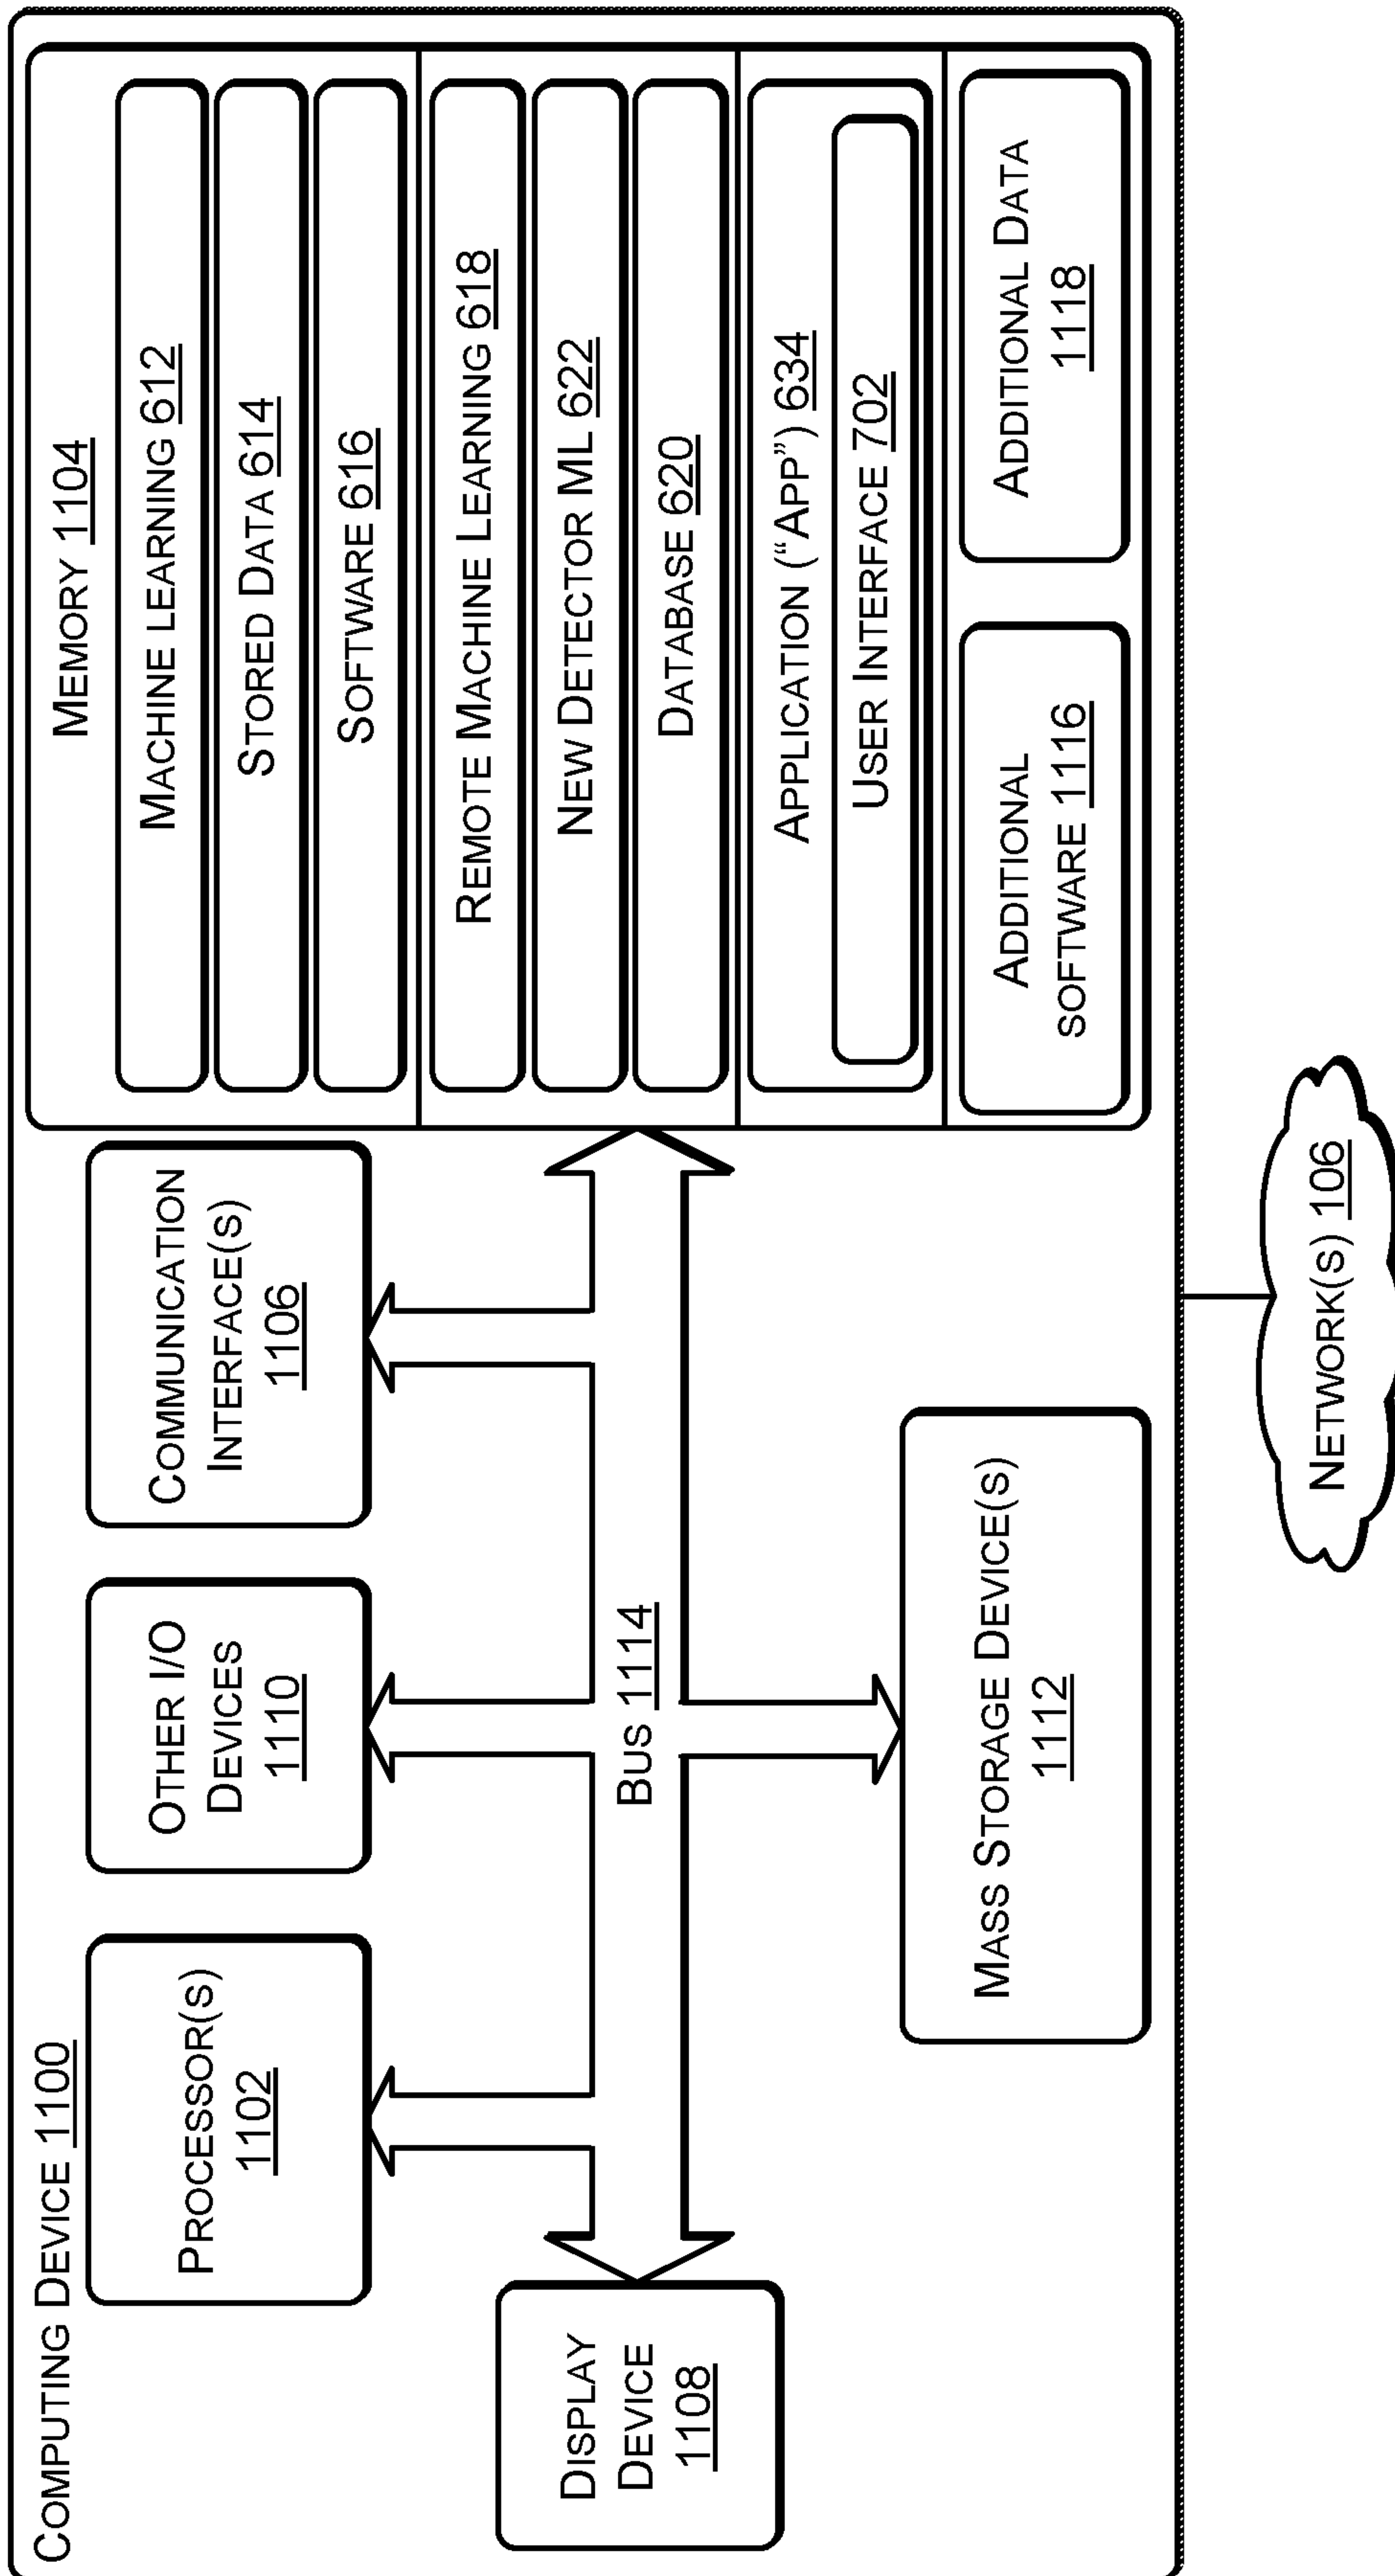 COMPUTING DEVICE 1100
PROCESSOR(S)
1102
OTHER I/O
DEVICES
1110
COMMUNICATION
INTERFACE(S)
1106
DISPLAY
DEVICE
1108
BUS 1114
MASS STORAGE DEVICE(S)
1112
MEMORY 1104
MACHINE LEARNING 612
STORED DATA 614
SOFTWARE 616
REMOTE MACHINE LEARNING 618
NEW DETECTOR ML 622
DATABASE 620
APPLICATION (“APP”) 634
USER INTERFACE 702
ADDITIONAL
SOFTWARE 1116
ADDITIONAL DATA
1118
NETWORK(S) 106